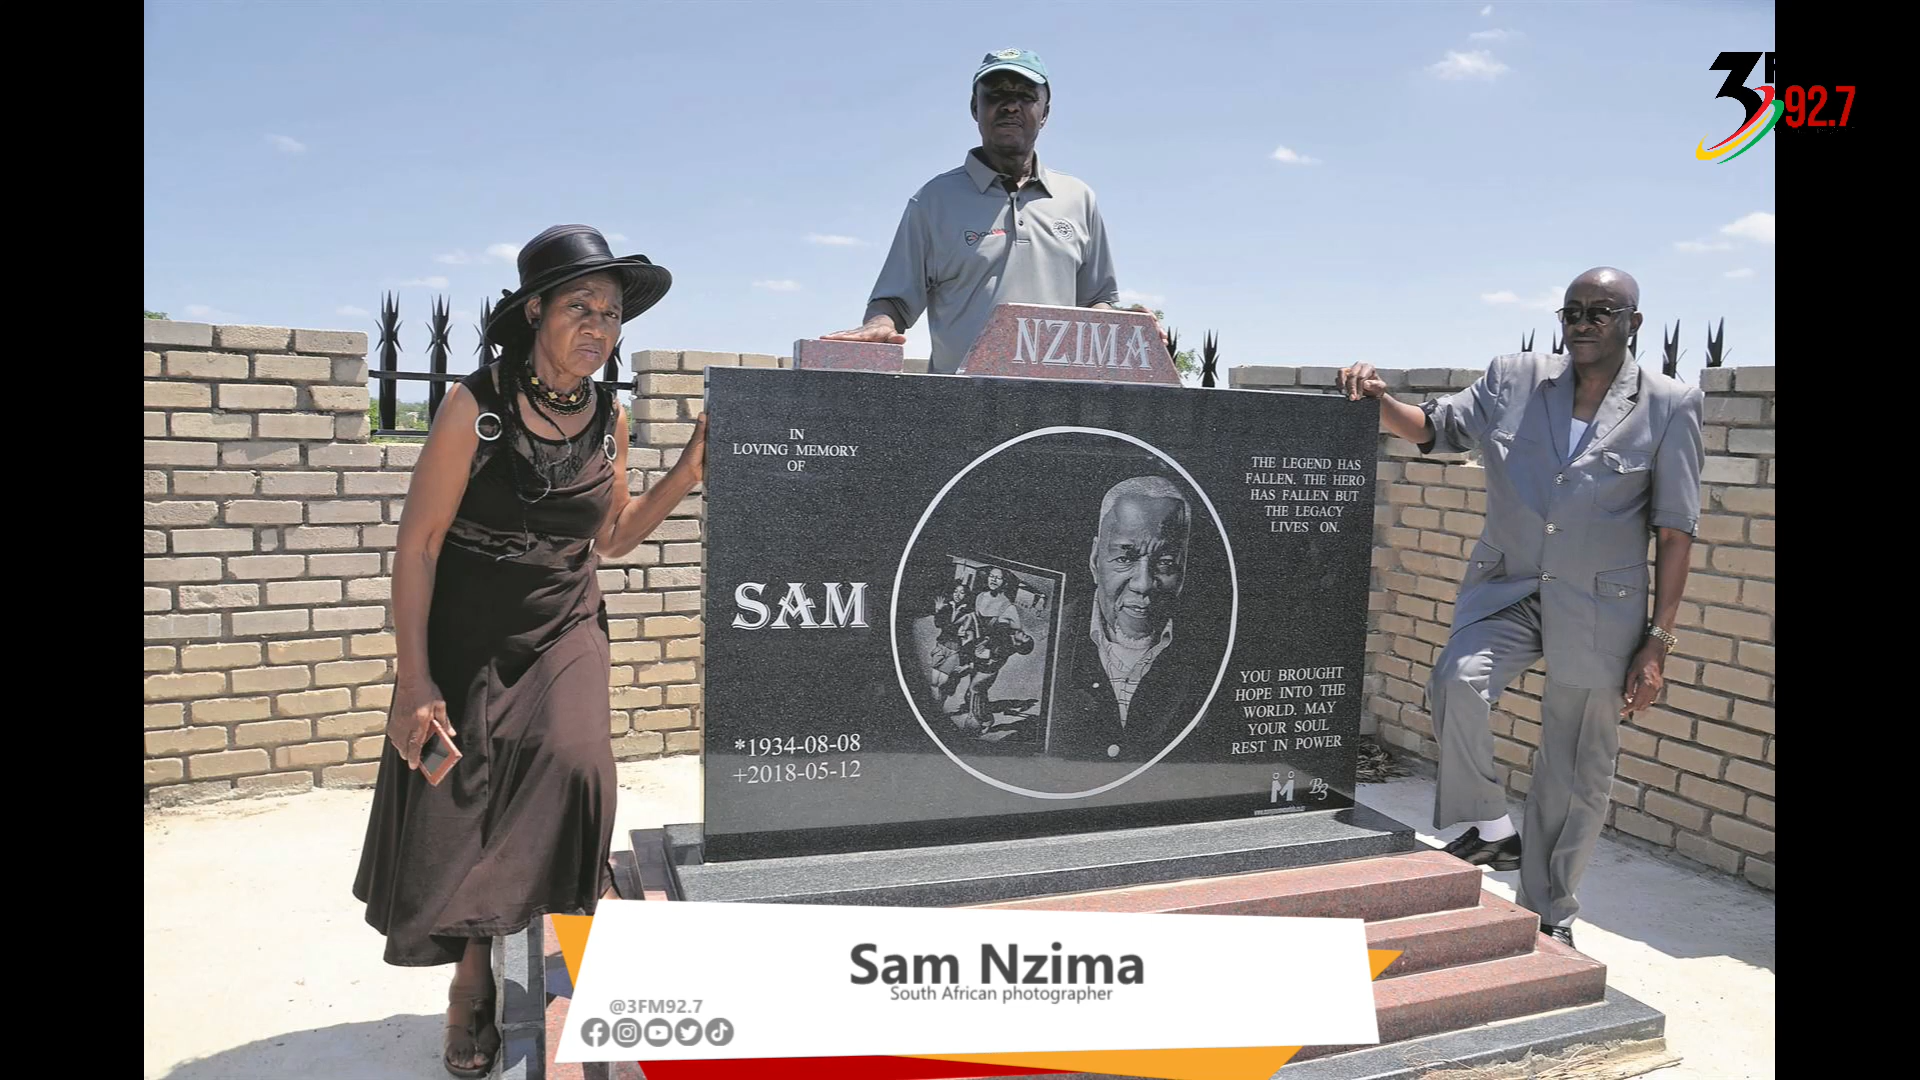 3
92.7
NZIMA
IN
LOVING MEMORY
OF
SAM
*1934-08-08
+2018-05-12
THE LEGEND HAS
FALLEN. THE HERO
HAS FALLEN BUT
THE LEGACY
LIVES ON.
YOU BROUGHT
HOPE INTO THE
WORLD. MAY
YOUR SOUL
REST IN POWER
B3
Sam Nzima
South African photographer
@3FM92.7